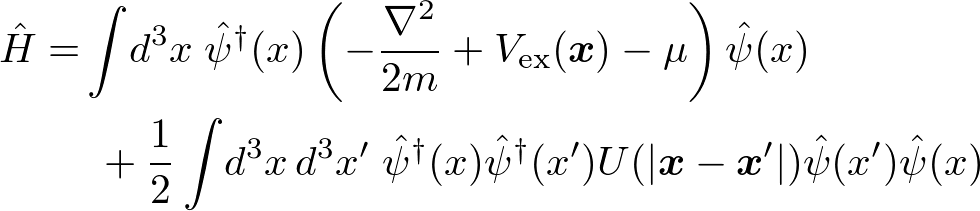 Ĥ = ∫d³x ψ̂†(x) (−∇²/2m + V_ex(𝒙) − μ) ψ̂(x)
+ 1/2 ∫d³x d³x′ ψ̂†(x)ψ̂†(x′)U(|𝒙 − 𝒙′|)ψ̂(x′)ψ̂(x)